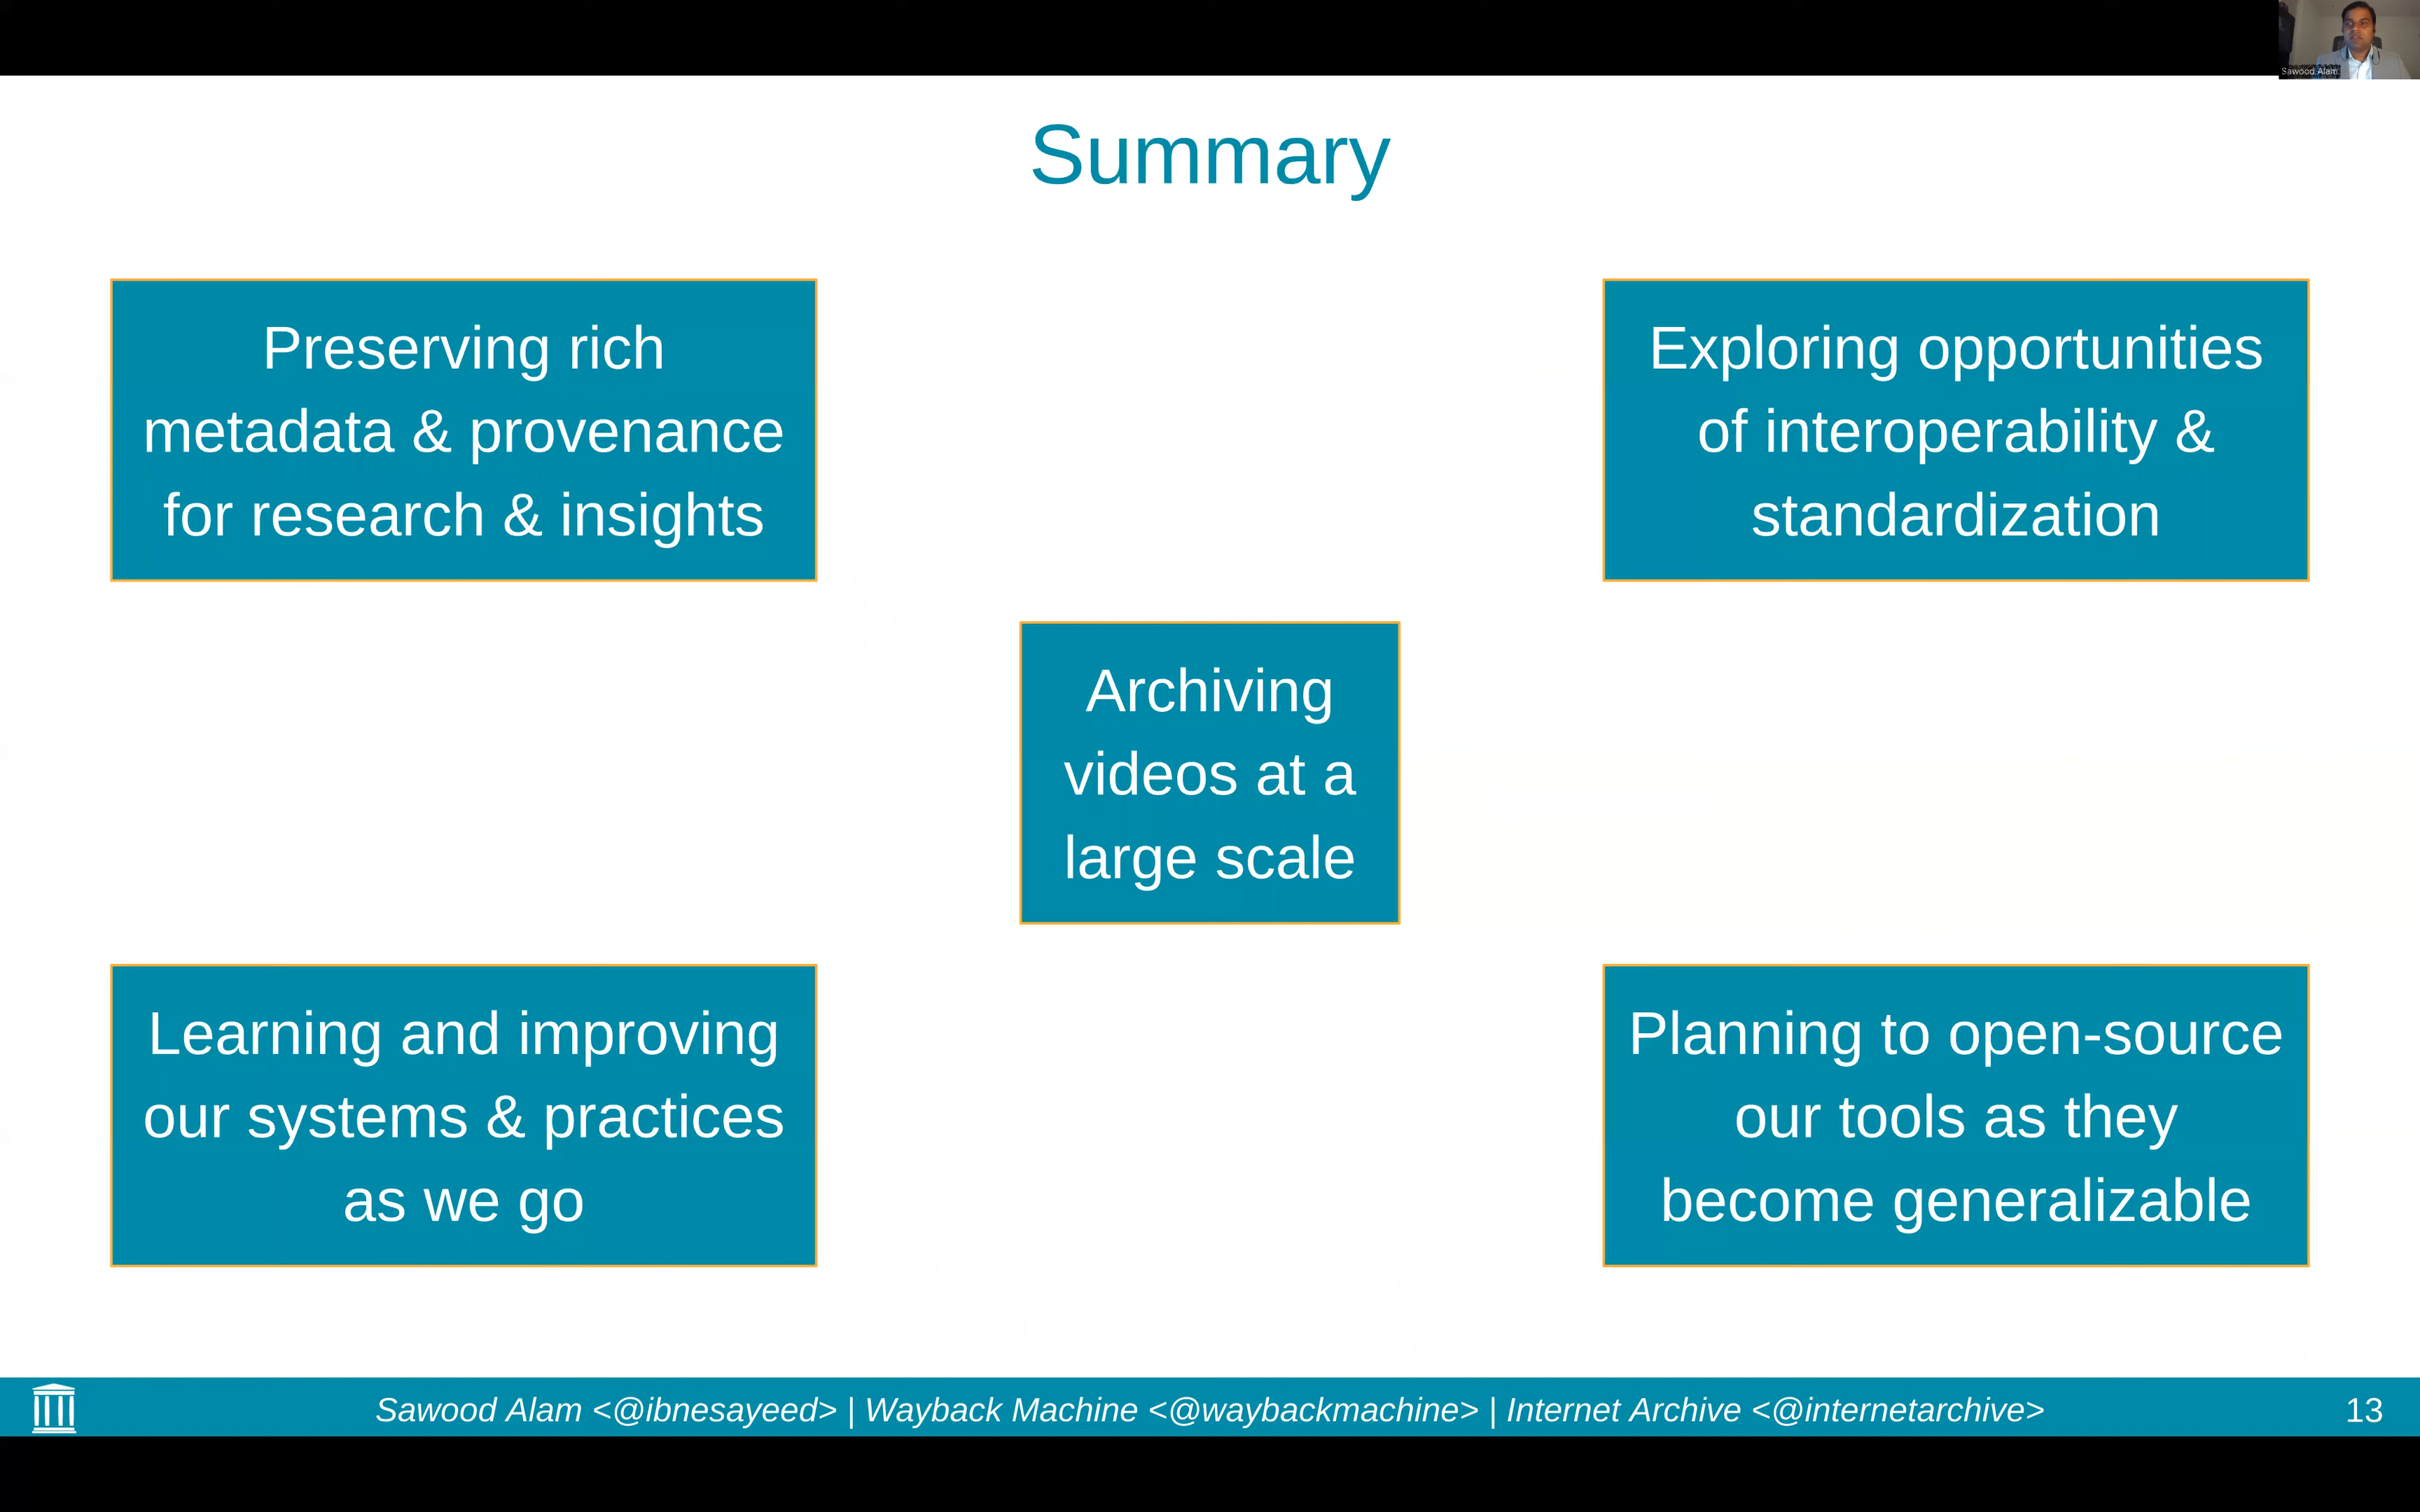 Sawood Alam
Summary
Preserving rich
metadata & provenance
for research & insights
Exploring opportunities
of interoperability &
standardization
Archiving
videos at a
large scale
Learning and improving
our systems & practices
as we go
Planning to open-source
our tools as they
become generalizable
Sawood Alam <@ibnesayeed> | Wayback Machine <@waybackmachine> | Internet Archive <@internetarchive>
13